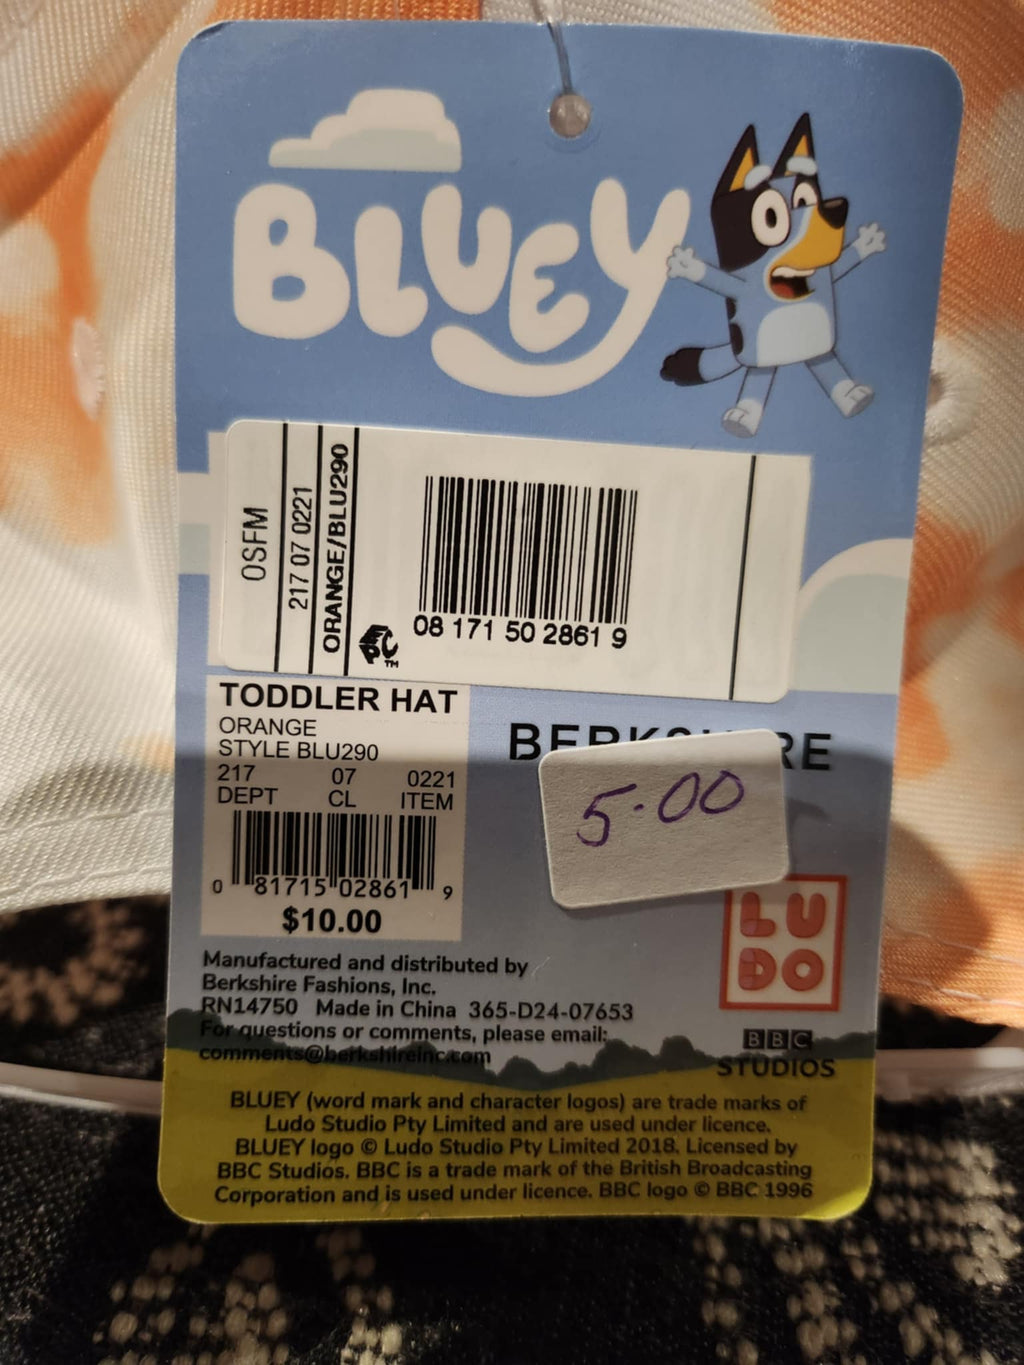 BLUEY
OSFM
217 07 0221
ORANGE/BLU290
EPC™
08 171 50 2861 9
TODDLER HAT
ORANGE
STYLE BLU290
217 07 0221
DEPT CL ITEM
0 81715 02861 9
$10.00
5.00
LU
DO
Manufactured and distributed by
Berkshire Fashions, Inc.
RN14750 Made in China 365-D24-07653
For questions or comments, please email:
comments@berkshireinc.com
BBC
STUDIOS
BLUEY (word mark and character logos) are trade marks of
Ludo Studio Pty Limited and are used under licence.
BLUEY logo © Ludo Studio Pty Limited 2018. Licensed by
BBC Studios. BBC is a trade mark of the British Broadcasting
Corporation and is used under licence. BBC logo © BBC 1996